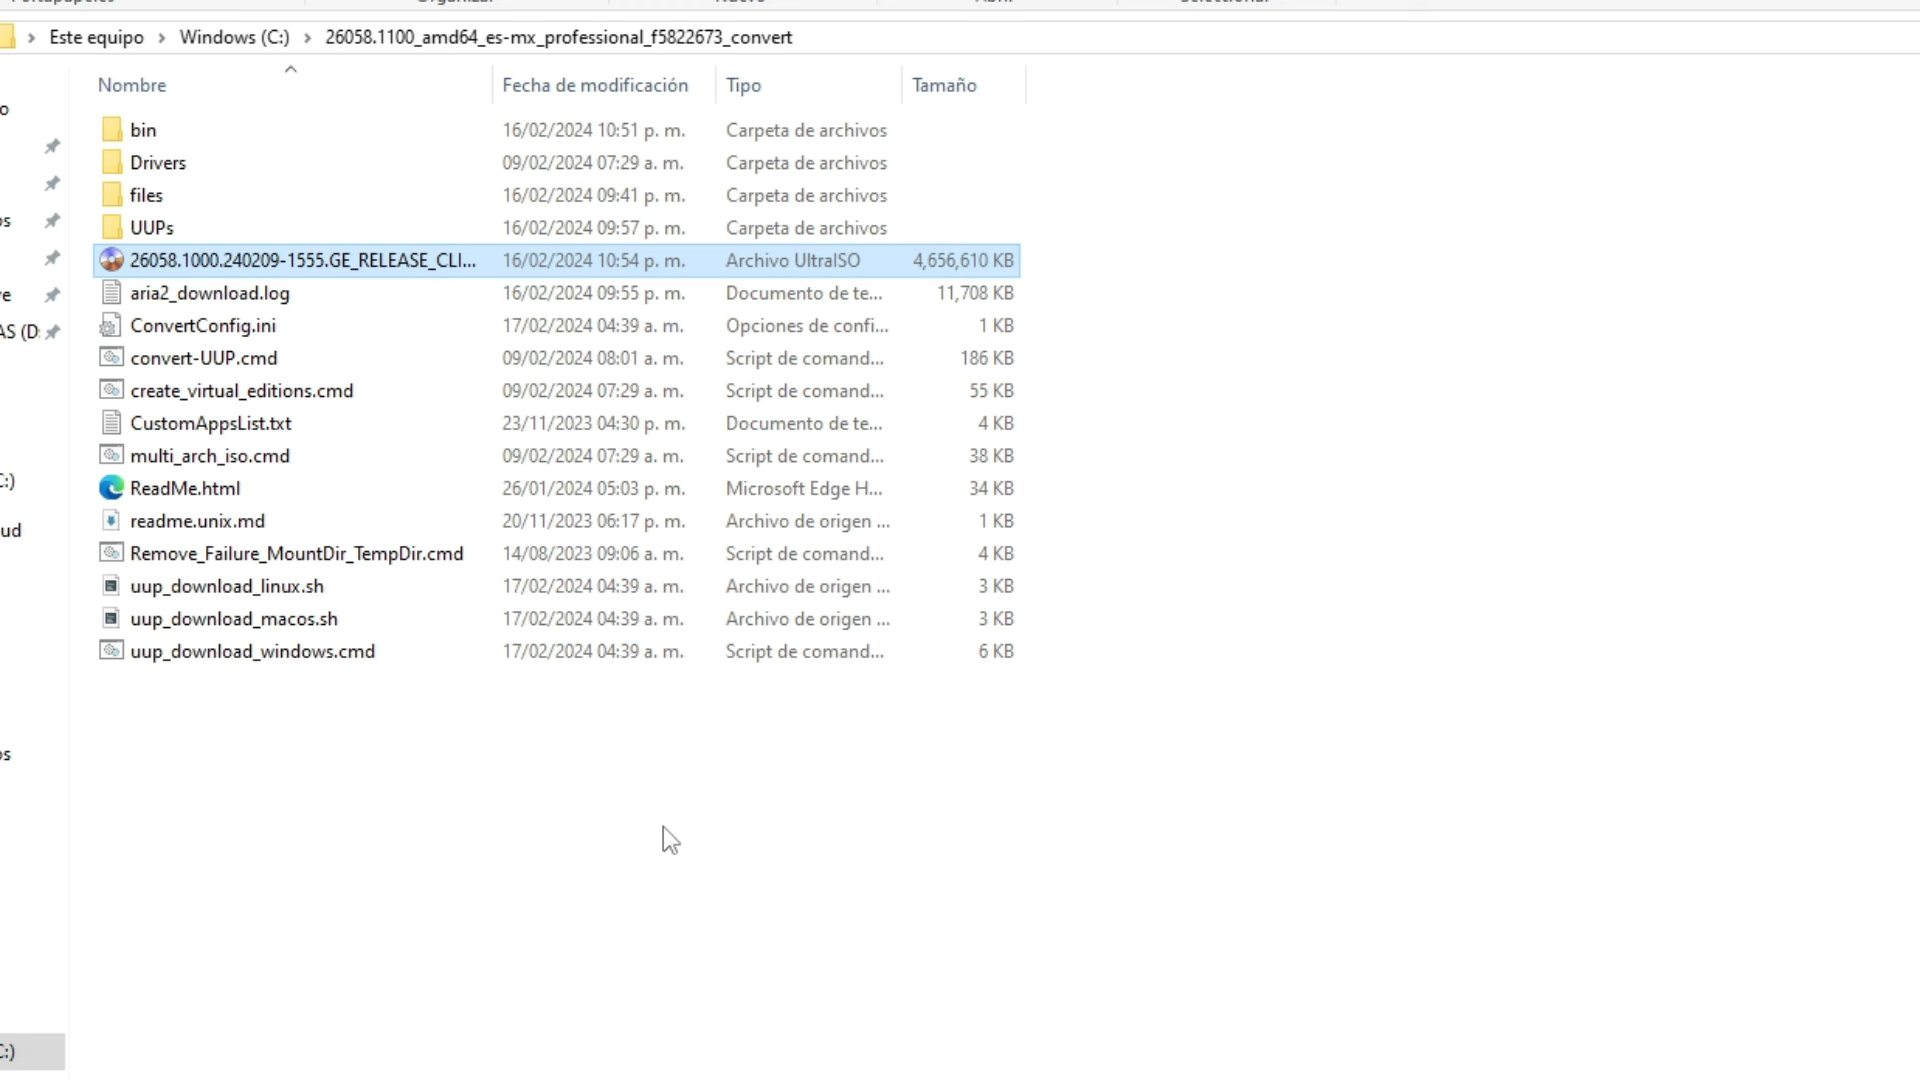 Este equipo > Windows (C:) > 26058.1100_amd64_es-mx_professional_f5822673_convert
Nombre Fecha de modificación Tipo Tamaño
bin 16/02/2024 10:51 p. m. Carpeta de archivos
Drivers 09/02/2024 07:29 a. m. Carpeta de archivos
files 16/02/2024 09:41 p. m. Carpeta de archivos
UUPs 16/02/2024 09:57 p. m. Carpeta de archivos
26058.1000.240209-1555.GE_RELEASE_CLI... 16/02/2024 10:54 p. m. Archivo UltraISO 4,656,610 KB
aria2_download.log 16/02/2024 09:55 p. m. Documento de te... 11,708 KB
ConvertConfig.ini 17/02/2024 04:39 a. m. Opciones de confi... 1 KB
convert-UUP.cmd 09/02/2024 08:01 a. m. Script de comand... 186 KB
create_virtual_editions.cmd 09/02/2024 07:29 a. m. Script de comand... 55 KB
CustomAppsList.txt 23/11/2023 04:30 p. m. Documento de te... 4 KB
multi_arch_iso.cmd 09/02/2024 07:29 a. m. Script de comand... 38 KB
ReadMe.html 26/01/2024 05:03 p. m. Microsoft Edge H... 34 KB
readme.unix.md 20/11/2023 06:17 p. m. Archivo de origen ... 1 KB
Remove_Failure_MountDir_TempDir.cmd 14/08/2023 09:06 a. m. Script de comand... 4 KB
uup_download_linux.sh 17/02/2024 04:39 a. m. Archivo de origen ... 3 KB
uup_download_macos.sh 17/02/2024 04:39 a. m. Archivo de origen ... 3 KB
uup_download_windows.cmd 17/02/2024 04:39 a. m. Script de comand... 6 KB